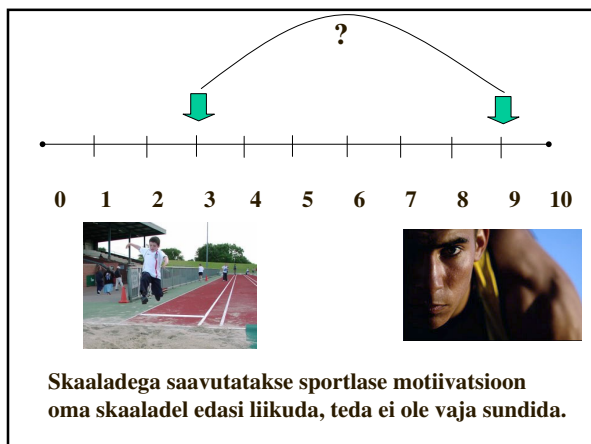 ?
0 1 2 3 4 5 6 7 8 9 10
Skaaladega saavutatakse sportlase motiivatsioon
oma skaaladel edasi liikuda, teda ei ole vaja sundida.